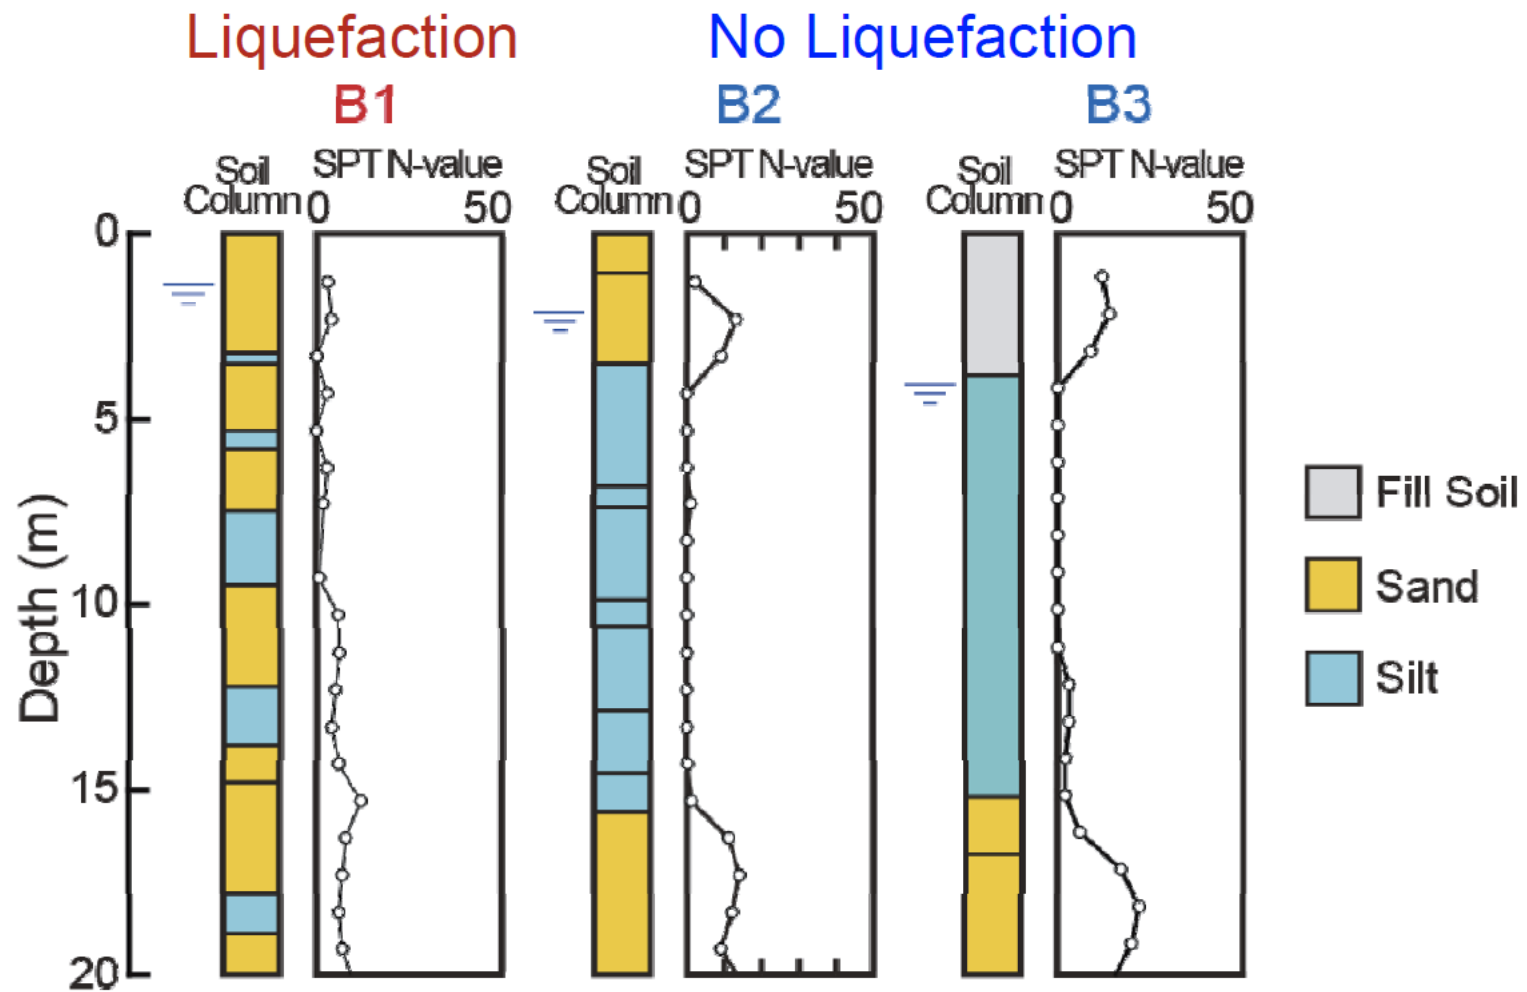 Liquefaction
No Liquefaction
B1
B2
B3
Soil
Column
SPT N-value
0
50
Soil
Column
SPT N-value
0
50
Soil
Column
SPT N-value
0
50
Depth (m)
0
5
10
15
20
Fill Soil
Sand
Silt